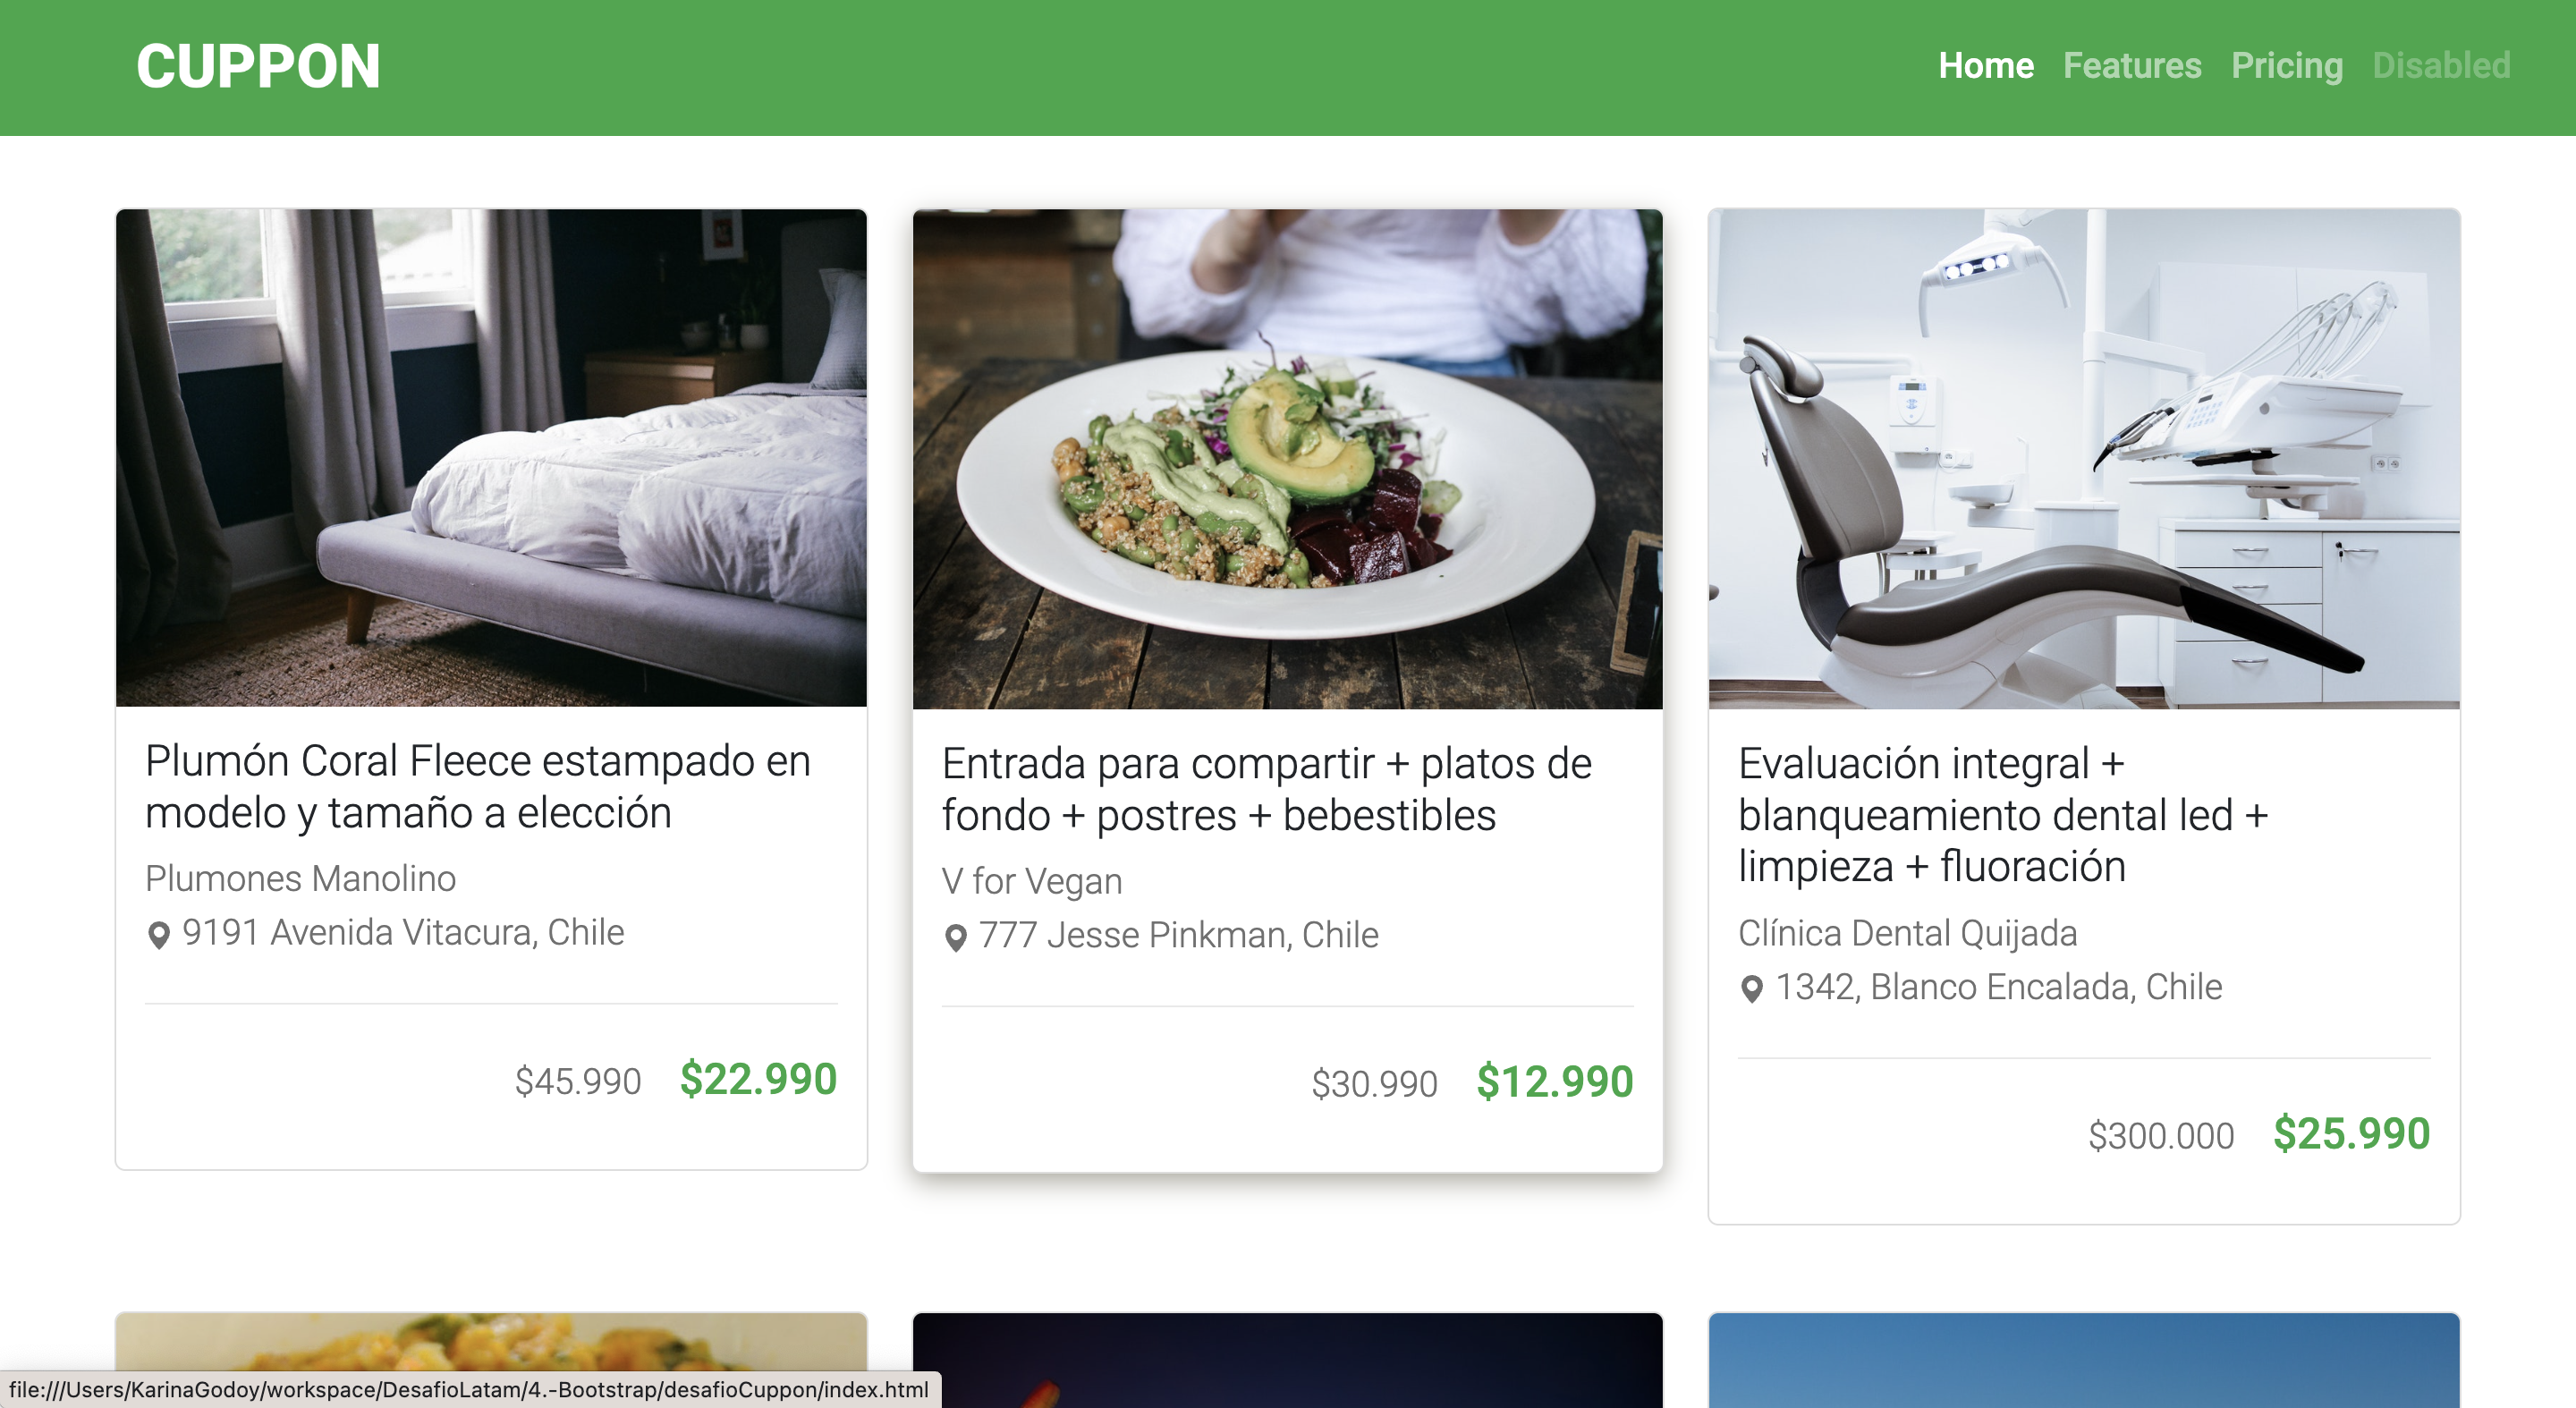 CUPPON
Home Features Pricing Disabled
Plumón Coral Fleece estampado en
modelo y tamaño a elección
Plumones Manolino
9191 Avenida Vitacura, Chile
$45.990 $22.990
Entrada para compartir + platos de
fondo + postres + bebestibles
V for Vegan
777 Jesse Pinkman, Chile
$30.990 $12.990
Evaluación integral +
blanqueamiento dental led +
limpieza + fluoración
Clínica Dental Quijada
1342, Blanco Encalada, Chile
$300.000 $25.990
file:///Users/KarinaGodoy/workspace/DesafioLatam/4.-Bootstrap/desafioCuppon/index.html